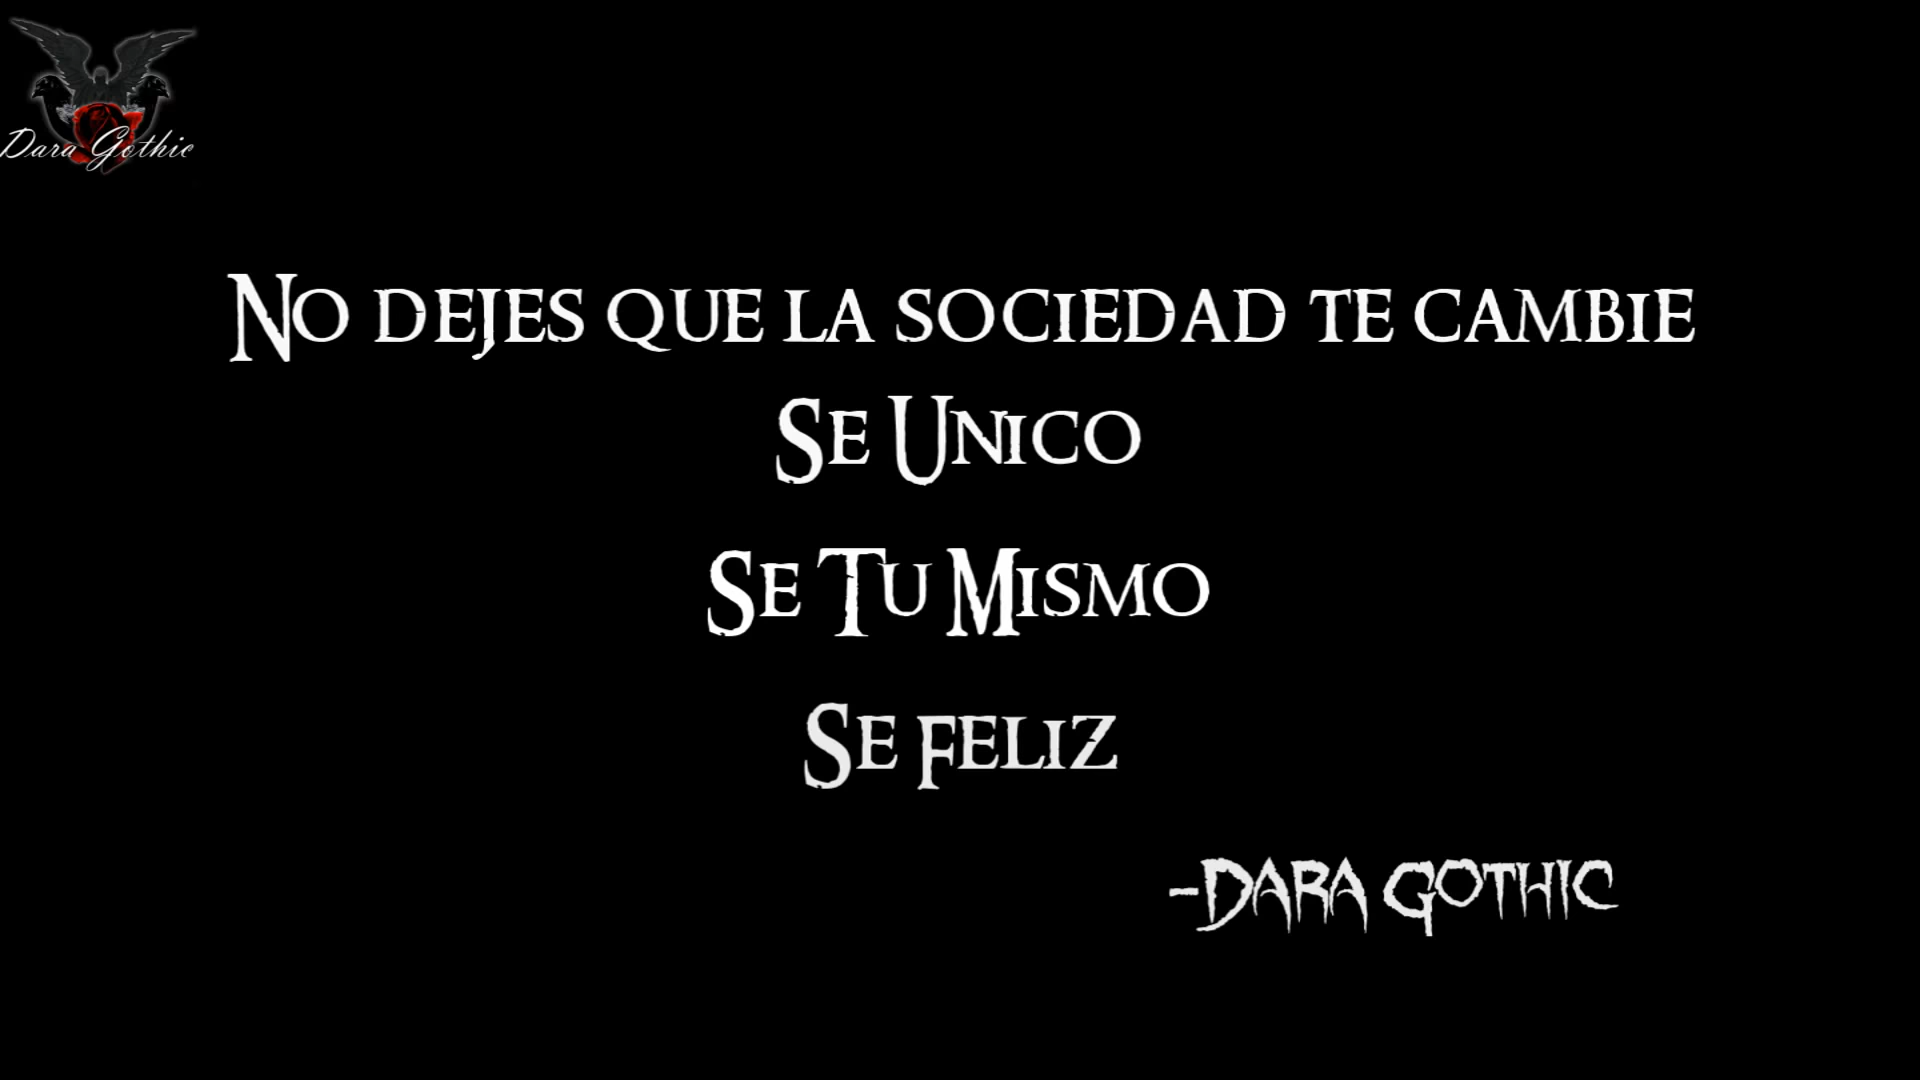 Dara Gothic
No dejes que la sociedad te cambie
Se Unico
Se Tu Mismo
Se Feliz
-Dara Gothic